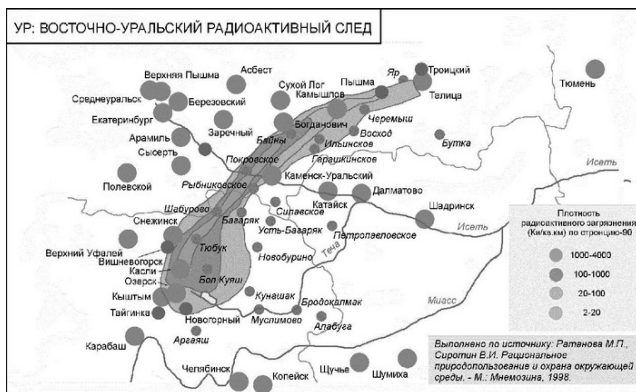 УР: ВОСТОЧНО-УРАЛЬСКИЙ РАДИОАКТИВНЫЙ СЛЕД
Верхняя Пышма
Асбест
Сухой Лог
Пышма
Яр
Троицкий
Тюмень
Среднеуральск
Березовский
Камышлов
Талица
Екатеринбург
Заречный
Богданович
Черемыш
Арамиль
Байны
Ильинское
Восход
Бутка
Сысерть
Покровское
Гарашкинское
Полевской
Рыбниковское
Каменск-Уральский
Исеть
Шабурово
Катайск
Далматово
Шадринск
Снежинск
Багаряк
Сипавское
Усть-Багаряк
Петропавловское
Исеть
Верхний Уфалей
Тюбук
Новобурино
Теча
Вишневогорск
Касли
Бол Куяш
Озерск
Кыштым
Кунашак
Бродокалмак
Миасс
Тайгинка
Новогорный
Муслимово
Алабуга
Карабаш
Аргаяш
Челябинск
Копейск
Щучье
Шумиха
Плотность
радиоактивного загрязнения
(Ки/кв.км) по стронцию-90
1000-4000
100-1000
20-100
2-20
Выполнено по источнику: Ратанова М.П.,
Сиротин В.И. Рациональное
природопользование и охрана окружающей
среды. - М.: Мнемозина, 1998.